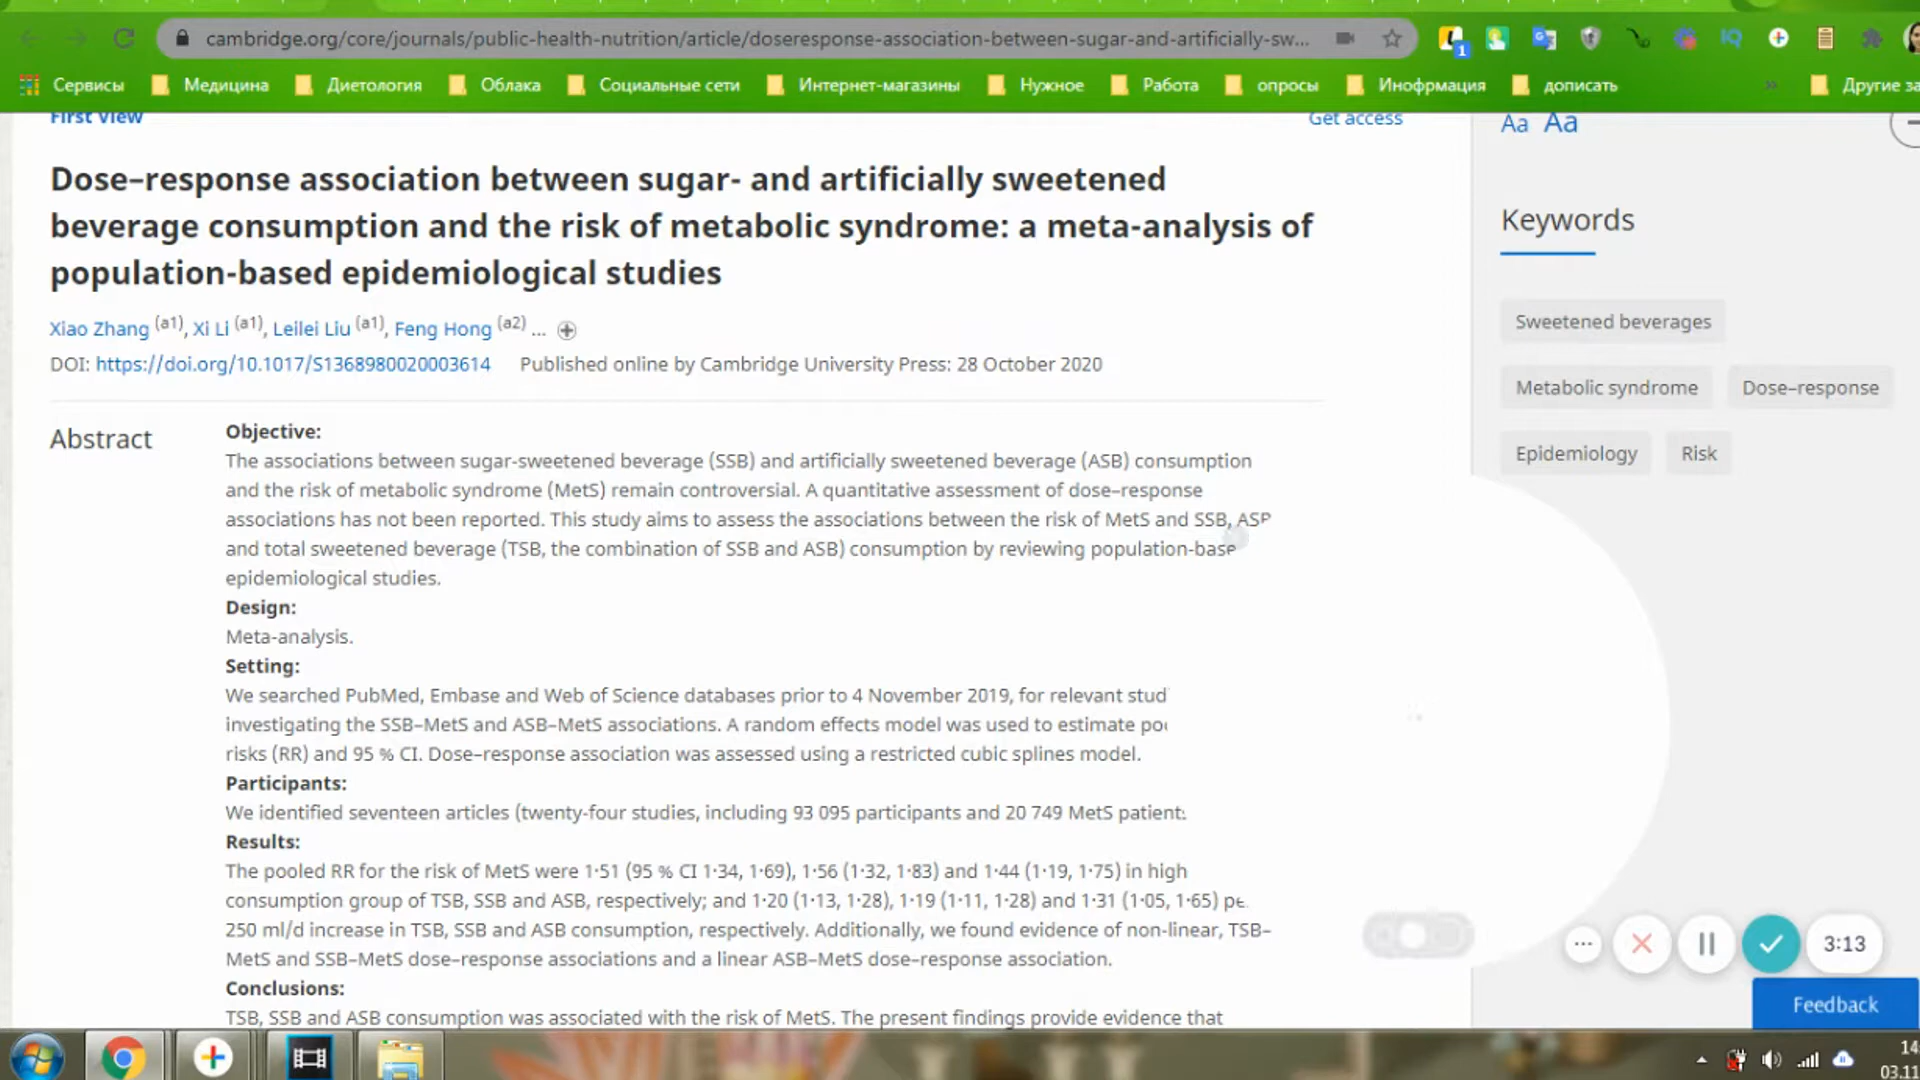 cambridge.org/core/journals/public-health-nutrition/article/doseresponse-association-between-sugar-and-artificially-sw...
1
Сервисы Медицина Диетология Облака Социальные сети Интернет-магазины Нужное Работа опросы Инофрмация дописать » Другие за
First View
Get access
Aa Aa
Dose–response association between sugar- and artificially sweetened
beverage consumption and the risk of metabolic syndrome: a meta-analysis of
population-based epidemiological studies
Xiao Zhang (a1), Xi Li (a1), Leilei Liu (a1), Feng Hong (a2) ...
DOI: https://doi.org/10.1017/S1368980020003614 Published online by Cambridge University Press: 28 October 2020
Keywords
Sweetened beverages
Metabolic syndrome Dose–response
Epidemiology Risk
Abstract
Objective:
The associations between sugar-sweetened beverage (SSB) and artificially sweetened beverage (ASB) consumption
and the risk of metabolic syndrome (MetS) remain controversial. A quantitative assessment of dose–response
associations has not been reported. This study aims to assess the associations between the risk of MetS and SSB,
and total sweetened beverage (TSB, the combination of SSB and ASB) consumption by reviewing population-base
epidemiological studies.
Design:
Meta-analysis.
Setting:
We searched PubMed, Embase and Web of Science databases prior to 4 November 2019, for relevant stud
investigating the SSB–MetS and ASB–MetS associations. A random effects model was used to estimate
risks (RR) and 95 % CI. Dose–response association was assessed using a restricted cubic splines model.
Participants:
We identified seventeen articles (twenty-four studies, including 93 095 participants and 20 749 MetS patient
Results:
The pooled RR for the risk of MetS were 1·51 (95 % CI 1·34, 1·69), 1·56 (1·32, 1·83) and 1·44 (1·19, 1·75) in high
consumption group of TSB, SSB and ASB, respectively; and 1·20 (1·13, 1·28), 1·19 (1·11, 1·28) and 1·31 (1·05, 1·65)
250 ml/d increase in TSB, SSB and ASB consumption, respectively. Additionally, we found evidence of non-linear, TSB–
MetS and SSB–MetS dose–response associations and a linear ASB–MetS dose–response association.
Conclusions:
TSB, SSB and ASB consumption was associated with the risk of MetS. The present findings provide evidence that
3:13
Feedback
14
03.11